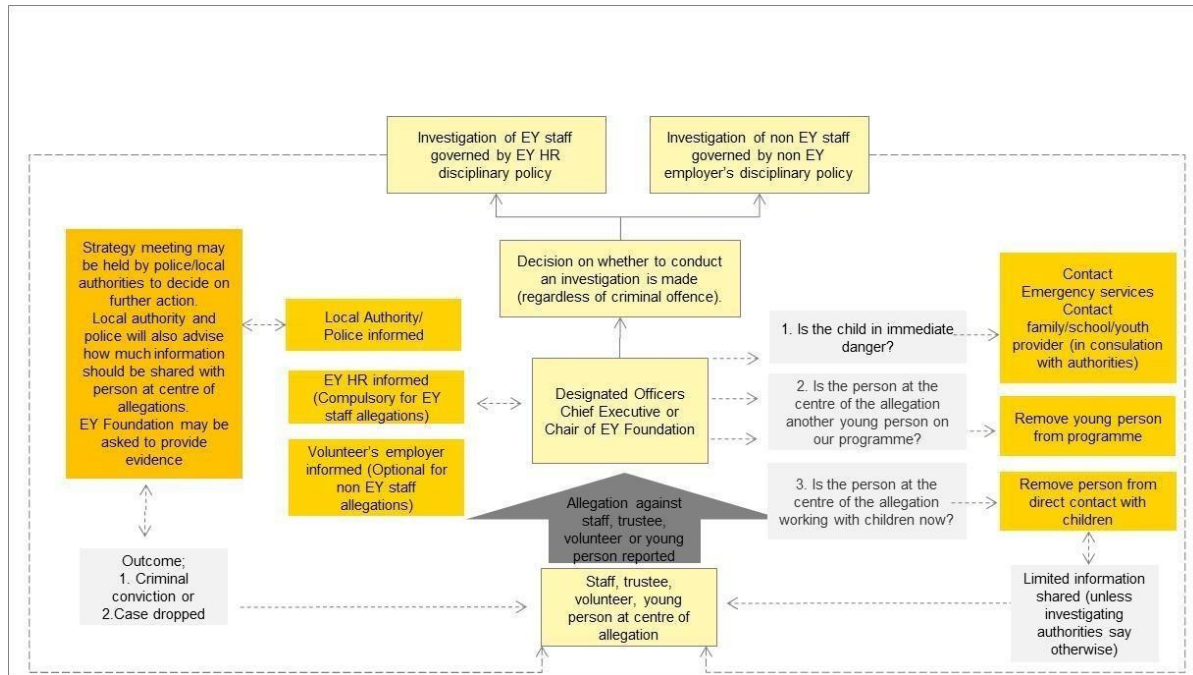 Investigation of EY staff
governed by EY HR
disciplinary policy
Investigation of non EY staff
governed by non EY
employer's disciplinary policy
Strategy meeting may
be held by police/local
authorities to decide on
further action.
Local authority and
police will also advise
how much information
should be shared with
person at centre of
allegations.
EY Foundation may be
asked to provide
evidence
Local Authority/
Police informed
EY HR informed
(Compulsory for EY
staff allegations)
Volunteer's employer
informed (Optional for
non EY staff
allegations)
Decision on whether to conduct
an investigation is made
(regardless of criminal offence).
Designated Officers
Chief Executive or
Chair of EY Foundation
1. Is the child in immediate
danger?
2. Is the person at the
centre of the allegation
another young person on
our programme?
3. Is the person at the
centre of the allegation
working with children now?
Contact
Emergency services
Contact
family/school/youth
provider (in consulation
with authorities)
Remove young person
from programme
Remove person from
direct contact with
children
Allegation against
staff, trustee,
volunteer or young
person reported
Outcome;
1. Criminal
conviction or
2.Case dropped
Staff, trustee,
volunteer, young
person at centre of
allegation
Limited information
shared (unless
investigating
authorities say
otherwise)